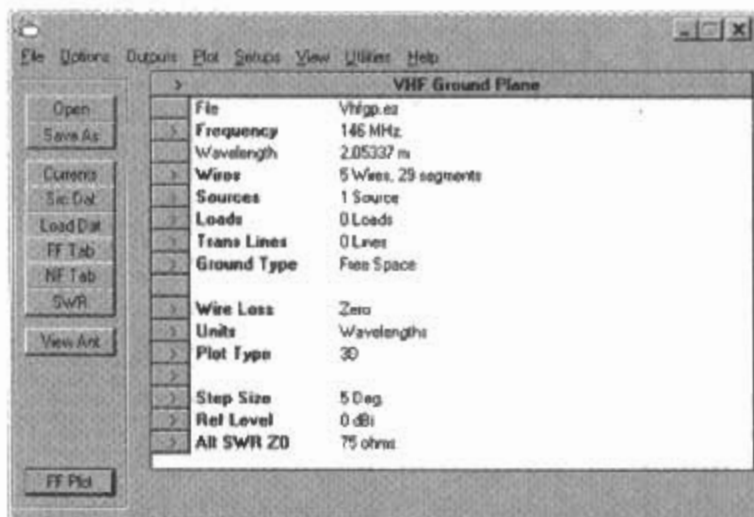 File Options Outputs Plot Setups View Utilities Help
> VHF Ground Plane
Open
Save As
Currents
Src Dat
Load Dat
FF Tab
NF Tab
SWR
View Ant
FF Plot
File Vhfgp.ez
> Frequency 146 MHz
Wavelength 2.05337 m
> Wires 5 Wires, 29 segments
> Sources 1 Source
> Loads 0 Loads
> Trans Lines 0 Lines
> Ground Type Free Space
> Wire Loss Zero
> Units Wavelengths
> Plot Type 3D
>
> Step Size 5 Deg.
> Ref Level 0 dBi
> Alt SWR Z0 75 ohms